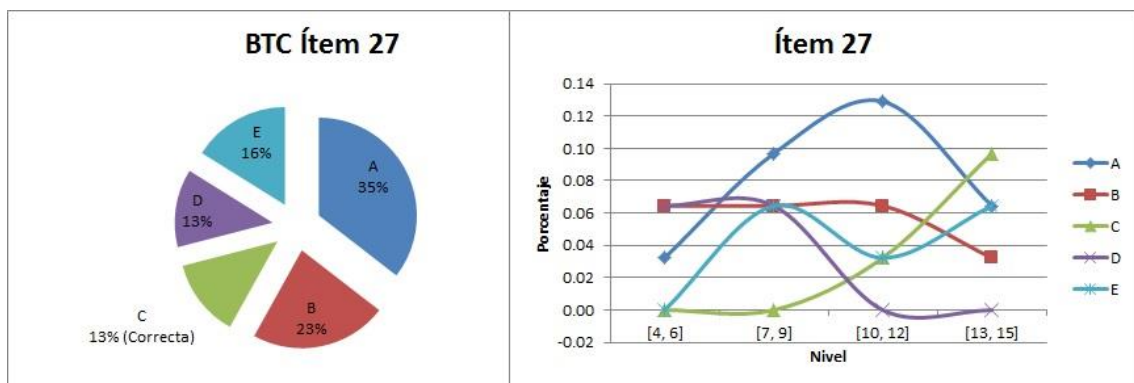 BTC Ítem 27
E
16%
A
35%
D
13%
C
13% (Correcta)
B
23%
Ítem 27
0.14
0.12
0.10
0.08
0.06
0.04
0.02
0.00
-0.02
Porcentaje
[4, 6]
[7, 9]
[10, 12]
[13, 15]
Nivel
A
B
C
D
E